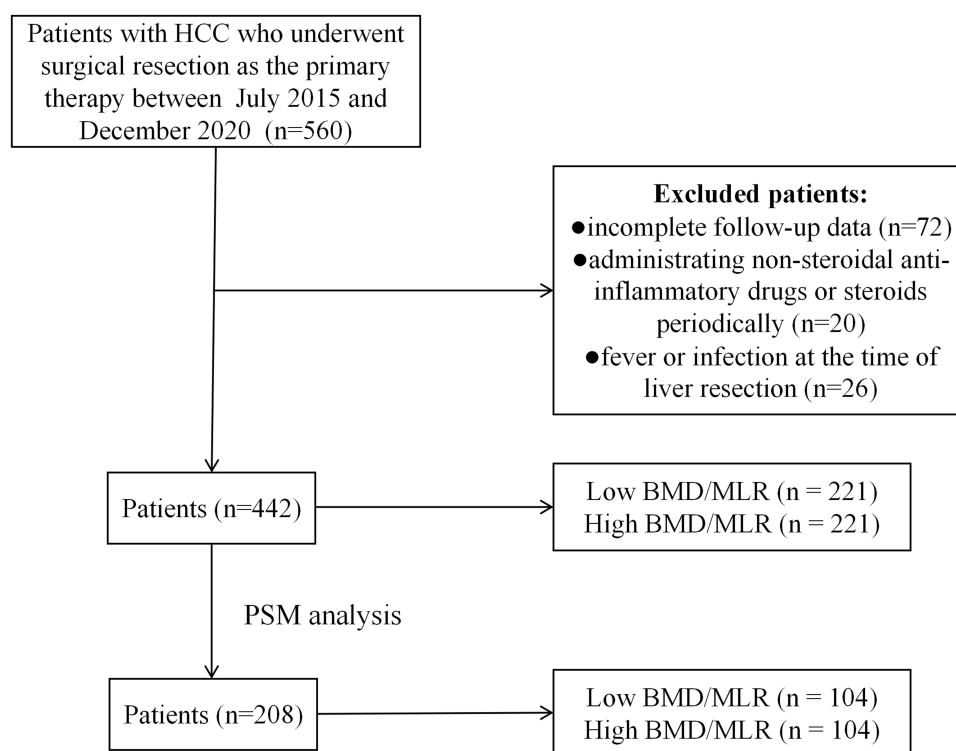 Patients with HCC who underwent
surgical resection as the primary
therapy between  July 2015 and
December 2020  (n=560)
Excluded patients:
●incomplete follow-up data (n=72)
●administrating non-steroidal anti-
inflammatory drugs or steroids
periodically (n=20)
●fever or infection at the time of
liver resection (n=26)
Patients (n=442)
Low BMD/MLR (n = 221)
High BMD/MLR (n = 221)
PSM analysis
Patients (n=208)
Low BMD/MLR (n = 104)
High BMD/MLR (n = 104)